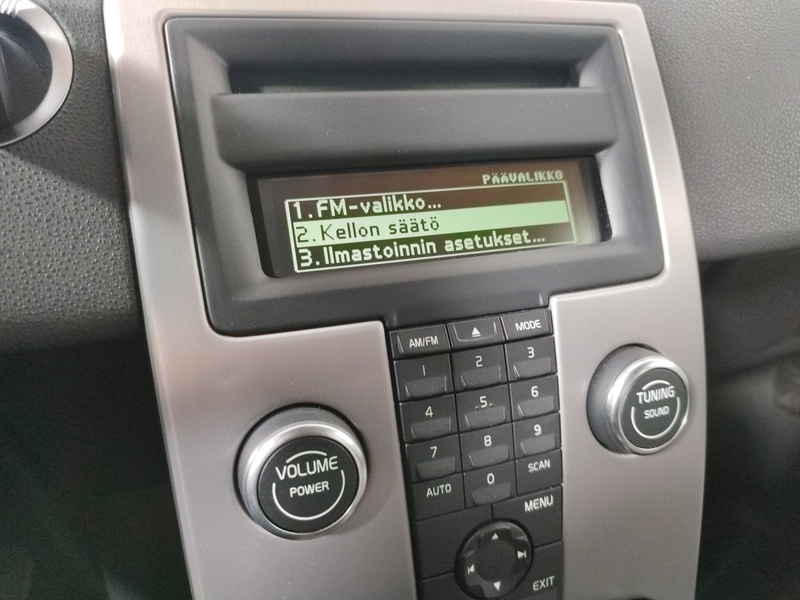 PÄÄVALIKKO
1.FM-valikko...
2.Kellon säätö
3.Ilmastoinnin asetukset...
AM/FM
MODE
1
2
3
4
5
6
7
8
9
AUTO
0
SCAN
MENU
EXIT
VOLUME
POWER
TUNING
SOUND